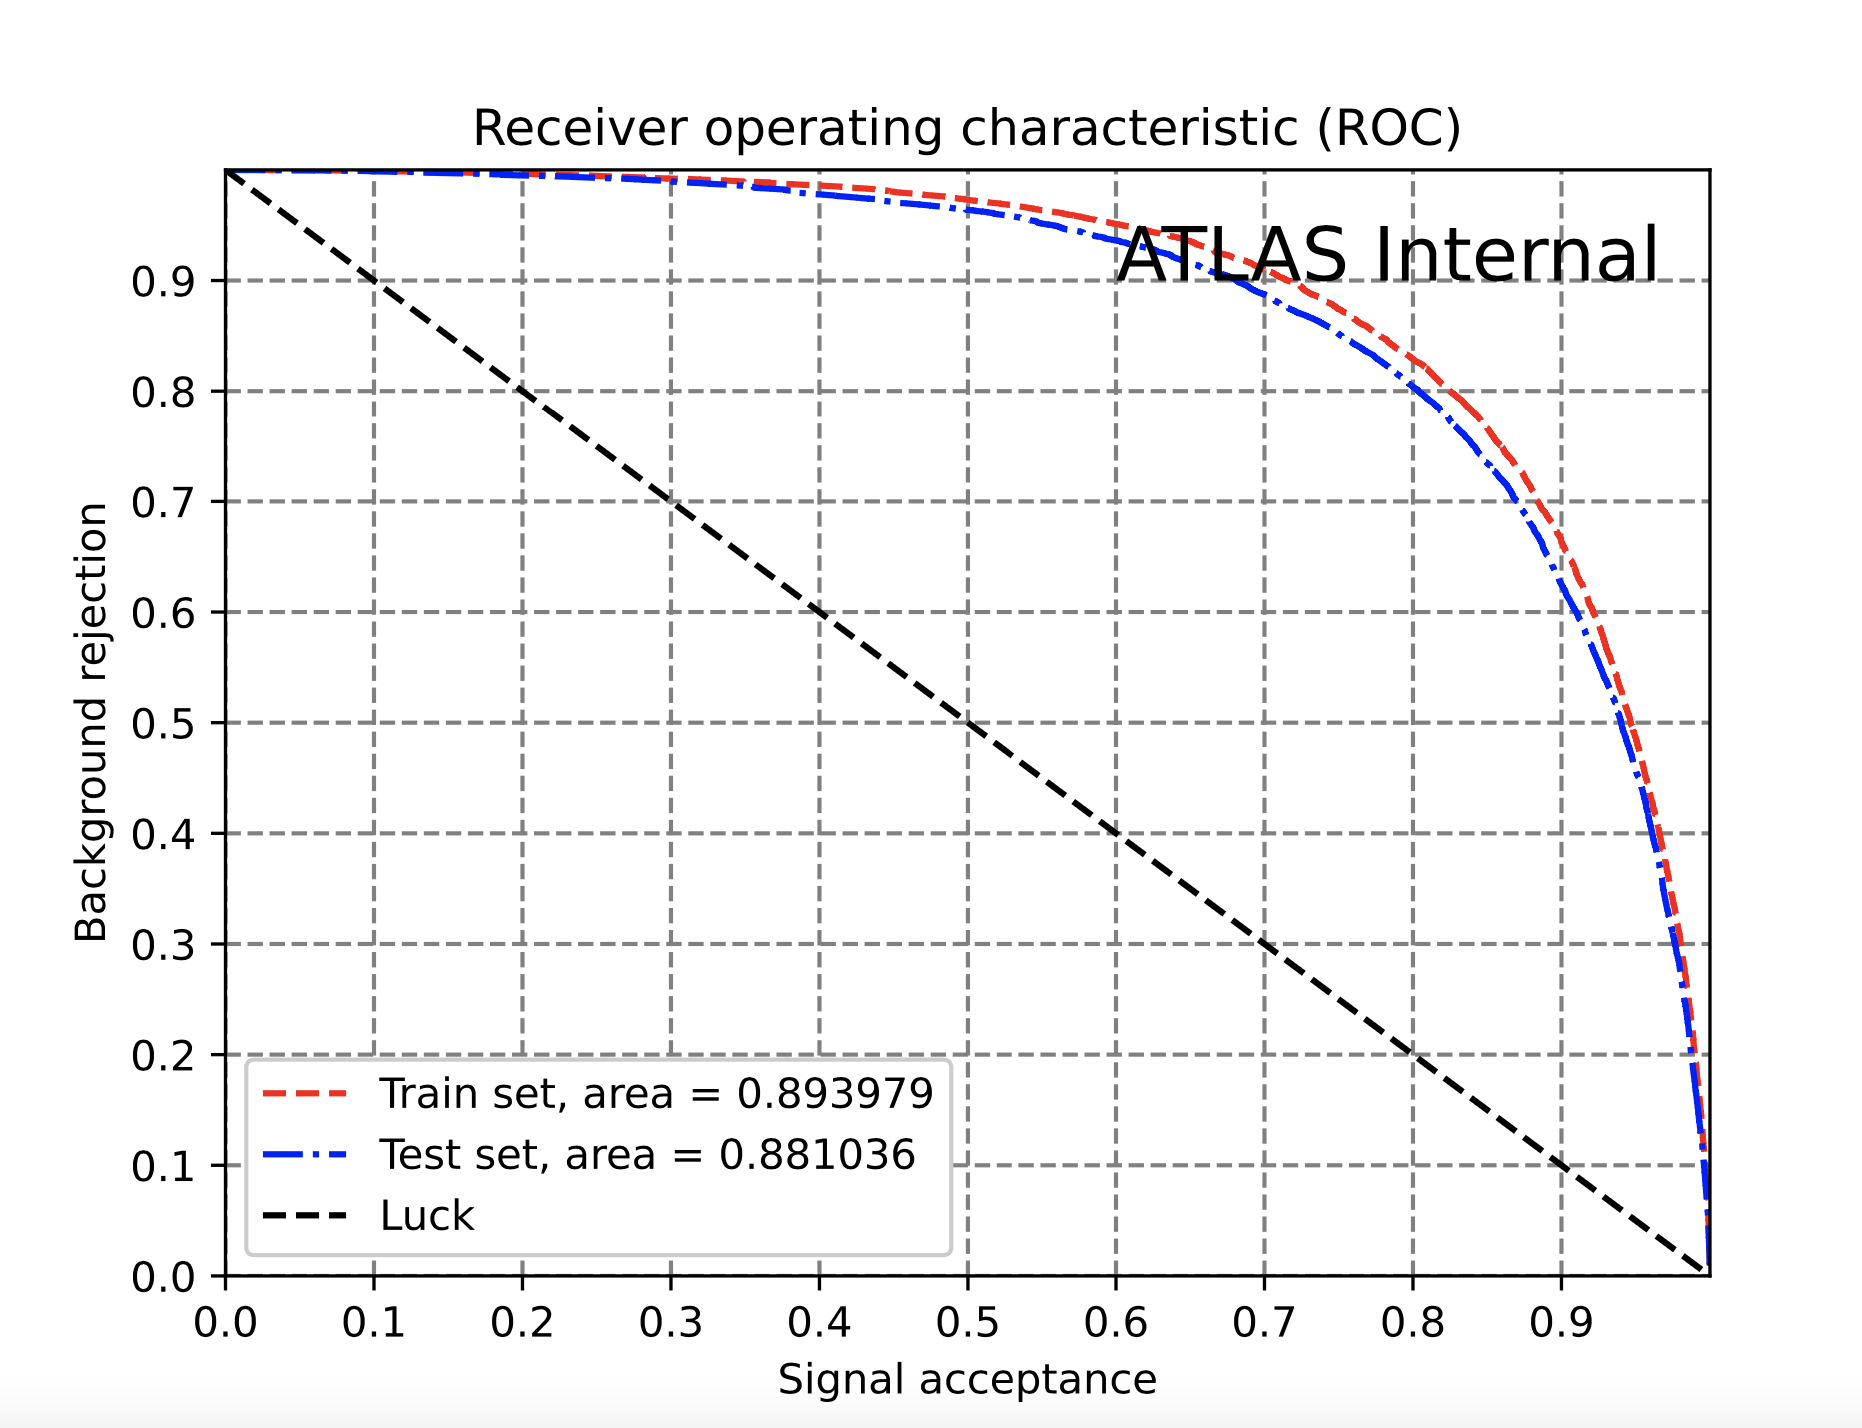 Receiver operating characteristic (ROC)
ATLAS Internal
Background rejection
0.9
0.8
0.7
0.6
0.5
0.4
0.3
0.2
0.1
0.0
Train set, area = 0.893979
Test set, area = 0.881036
Luck
0.0 0.1 0.2 0.3 0.4 0.5 0.6 0.7 0.8 0.9
Signal acceptance